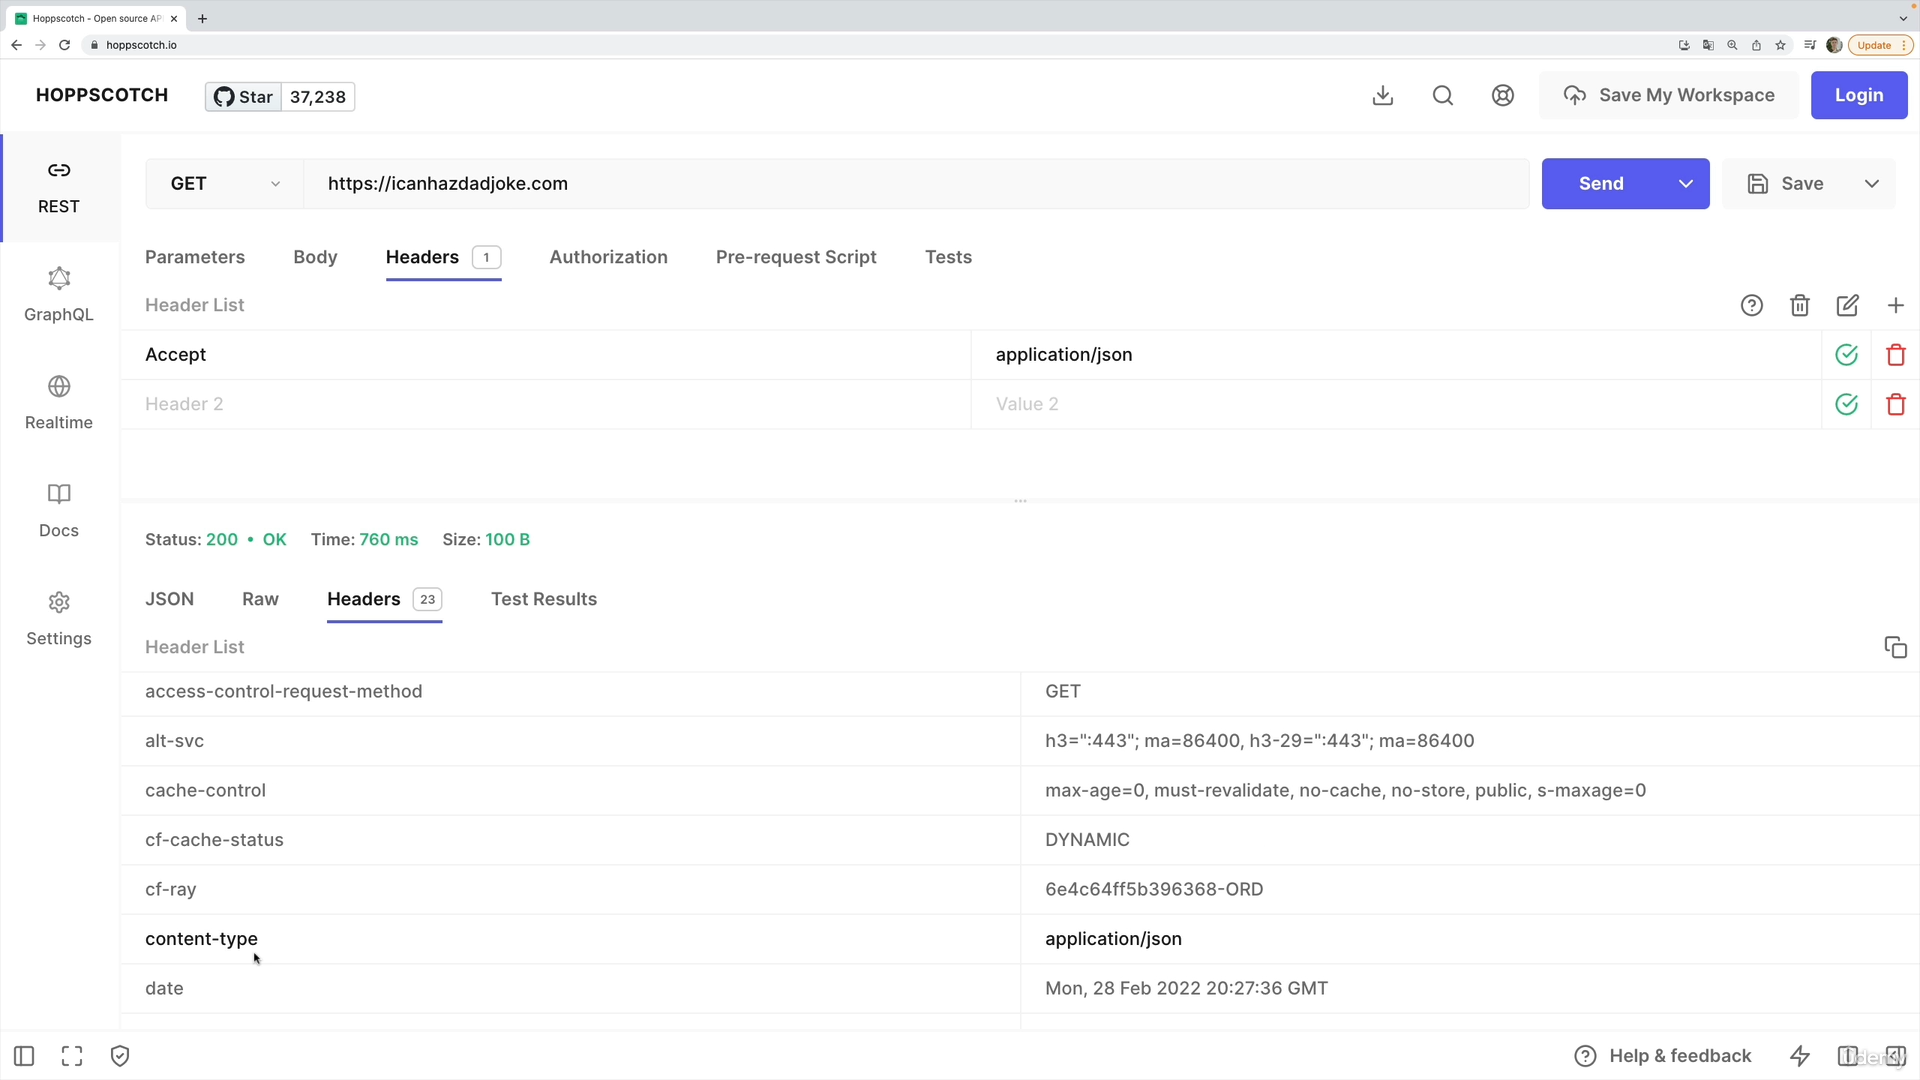 Hoppscotch - Open source AP
hoppscotch.io
Update
HOPPSCOTCH
Star 37,238
Save My Workspace
Login
REST
GET
https://icanhazdadjoke.com
Send
Save
Parameters Body Headers 1 Authorization Pre-request Script Tests
GraphQL
Header List
Accept application/json
Header 2 Value 2
Realtime
Docs
Status: 200 • OK Time: 760 ms Size: 100 B
JSON Raw Headers 23 Test Results
Settings
Header List
access-control-request-method GET
alt-svc h3=":443"; ma=86400, h3-29=":443"; ma=86400
cache-control max-age=0, must-revalidate, no-cache, no-store, public, s-maxage=0
cf-cache-status DYNAMIC
cf-ray 6e4c64ff5b396368-ORD
content-type application/json
date Mon, 28 Feb 2022 20:27:36 GMT
Help & feedback
Udemy